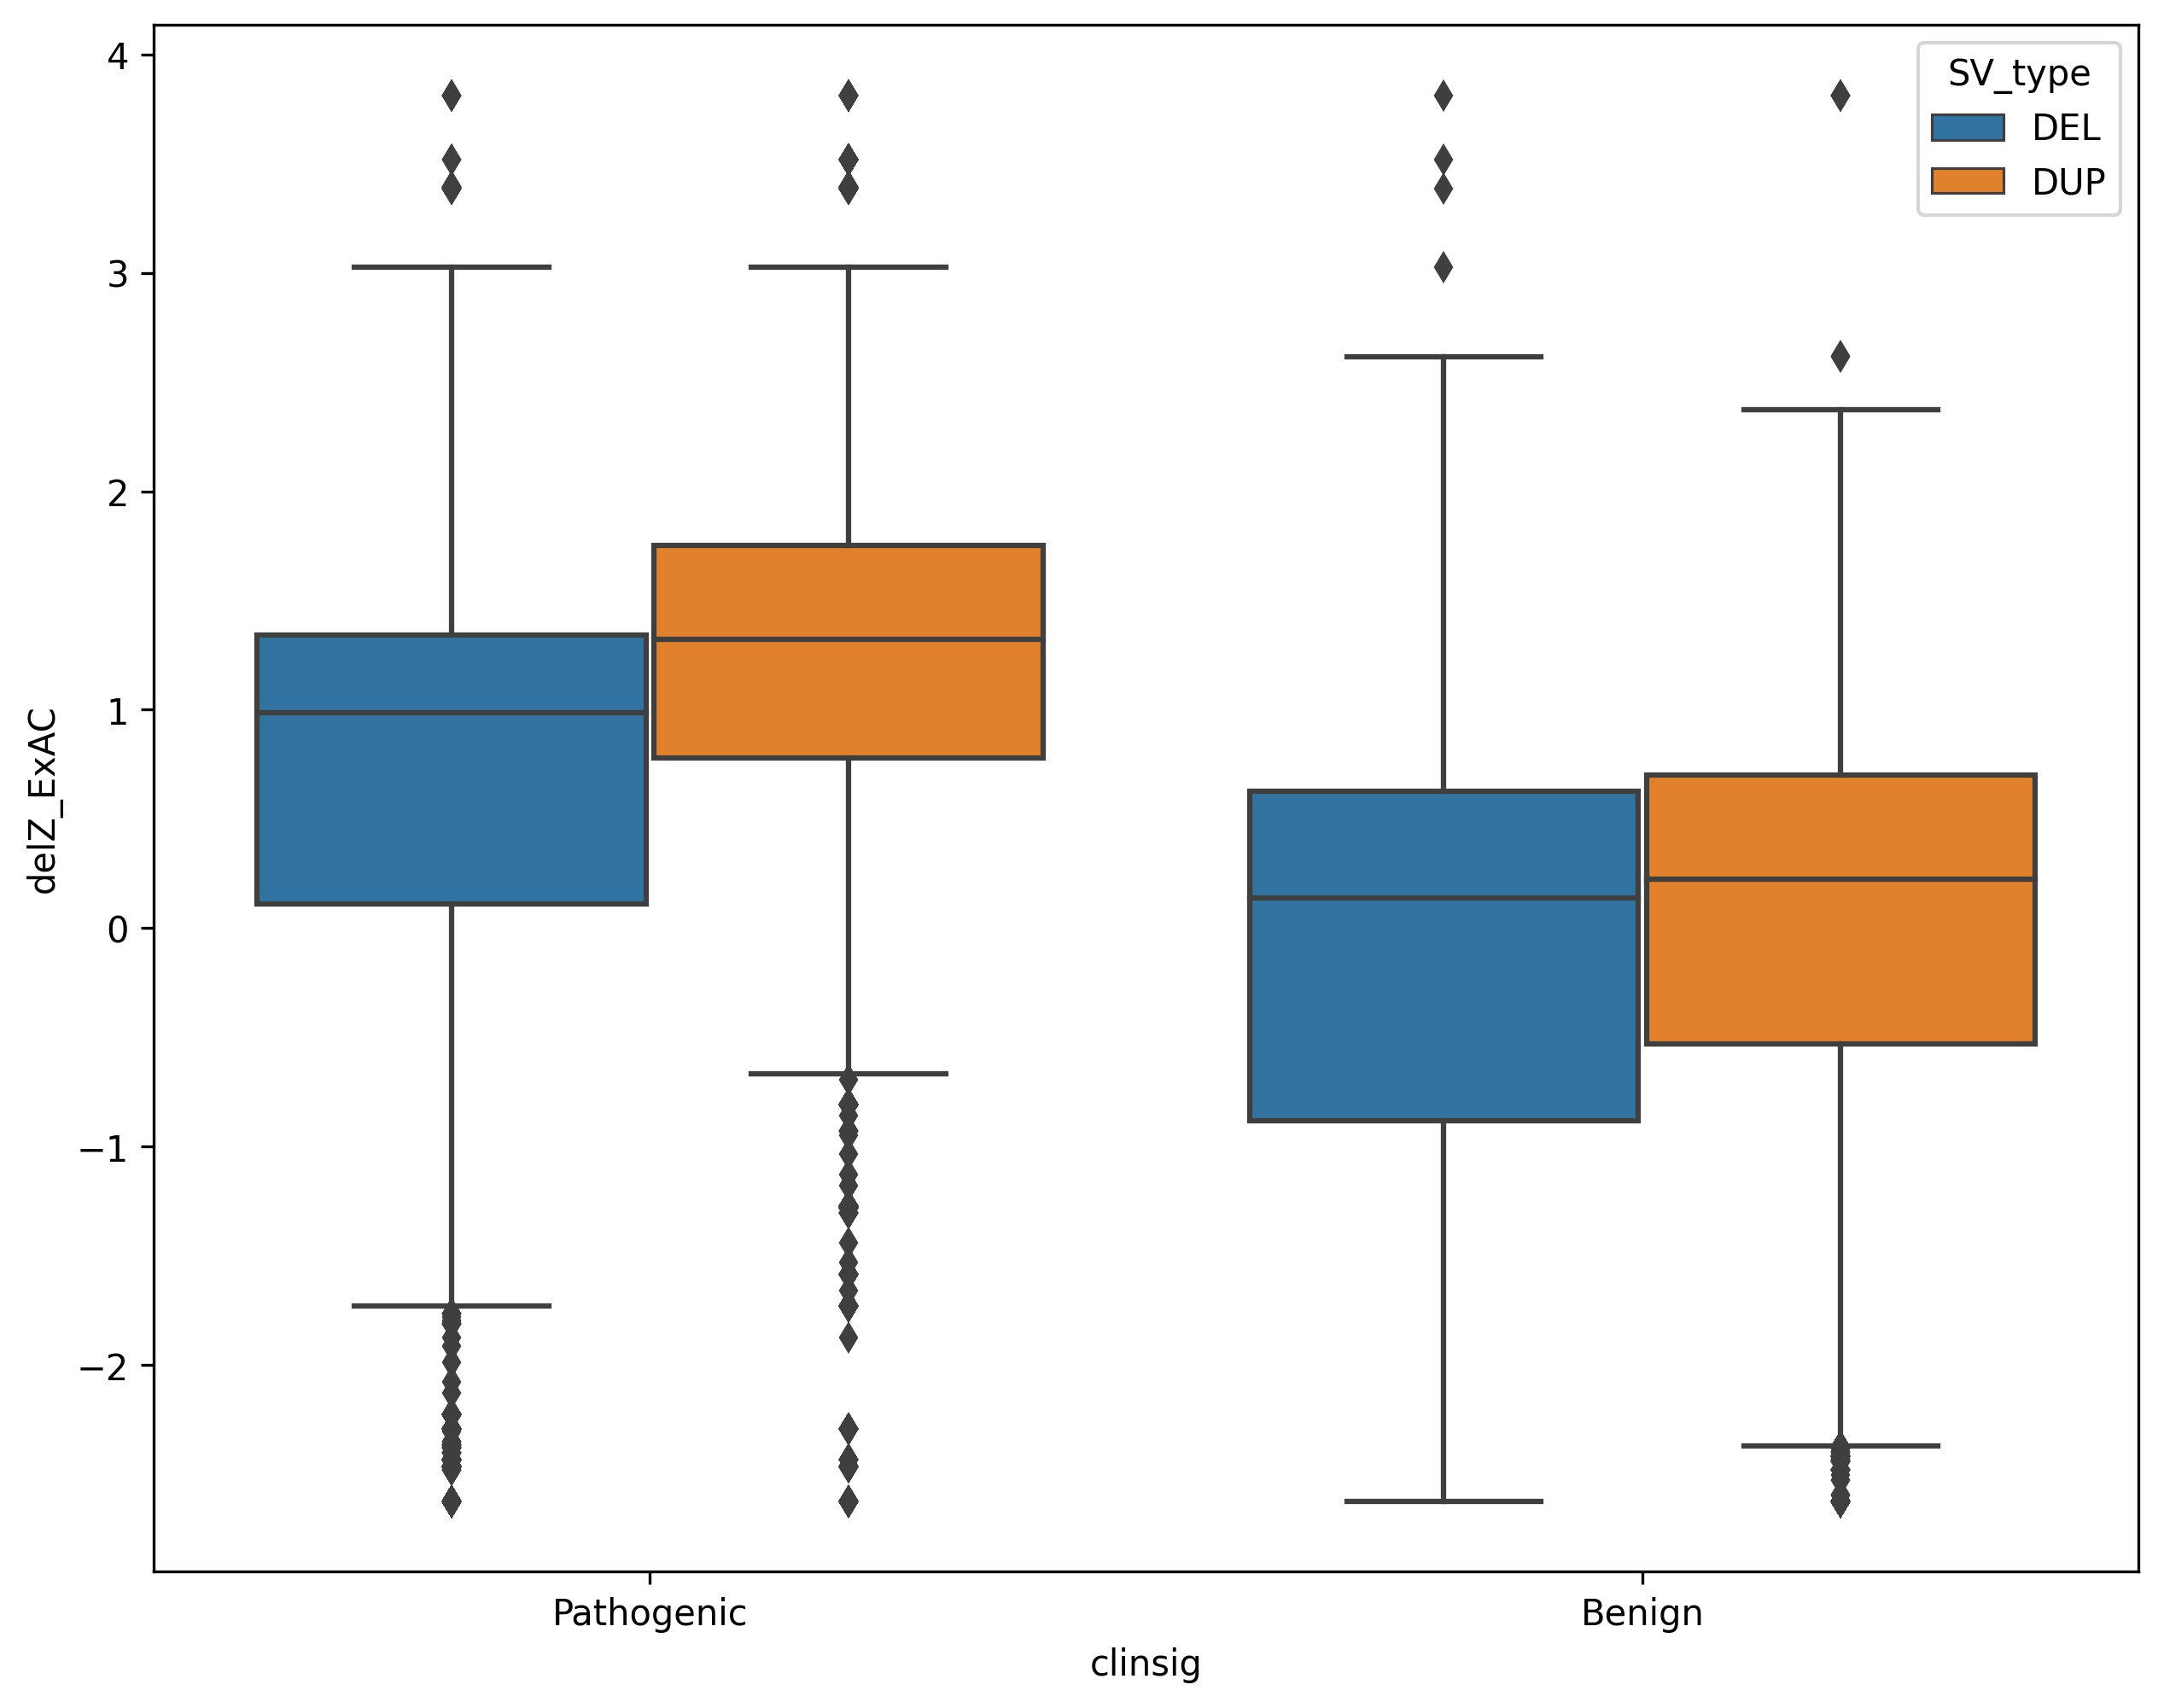 delZ_ExAC
4
3
2
1
0
−1
−2
SV_type
DEL
DUP
Pathogenic
Benign
clinsig